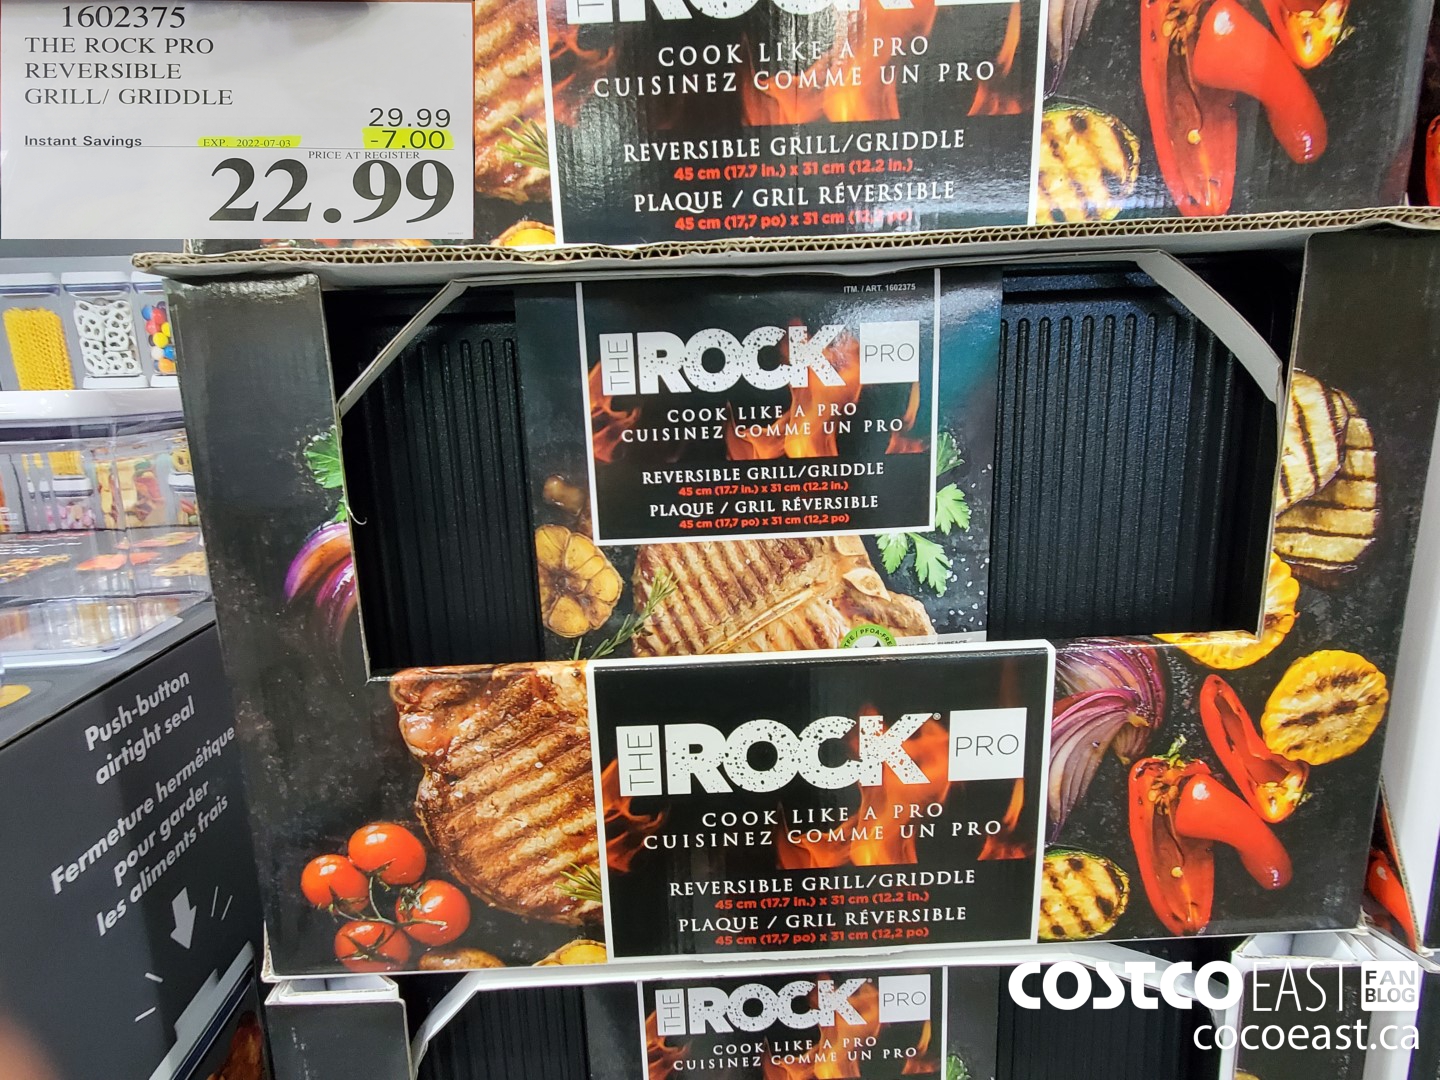 1602375
THE ROCK PRO
REVERSIBLE
GRILL/ GRIDDLE
29.99
Instant Savings EXP. 2022-07-03 -7.00
PRICE AT REGISTER
22.99
COOK LIKE A PRO
CUISINEZ COMME UN PRO
REVERSIBLE GRILL/GRIDDLE
45 cm (17.7 in.) x 31 cm (12.2 in.)
PLAQUE / GRIL RÉVERSIBLE
45 cm (17,7 po) x 31 cm (12,2 po)
ITM. / ART. 1602375
THE ROCK PRO
COOK LIKE A PRO
CUISINEZ COMME UN PRO
REVERSIBLE GRILL/GRIDDLE
45 cm (17.7 in.) x 31 cm (12.2 in.)
PLAQUE / GRIL RÉVERSIBLE
45 cm (17,7 po) x 31 cm (12,2 po)
/ PFOA-FRE
THE ROCK® PRO
COOK LIKE A PRO
CUISINEZ COMME UN PRO
REVERSIBLE GRILL/GRIDDLE
45 cm (17.7 in.) x 31 cm (12.2 in.)
PLAQUE / GRIL RÉVERSIBLE
45 cm (17,7 po) x 31 cm (12,2 po)
Push-button
airtight seal
Fermeture hermétique
pour garder
les aliments frais
THE ROCK PRO
COOK LIKE A PRO
CUISINEZ COMME UN PRO
COSTCO EAST FAN BLOG
cocoeast.ca